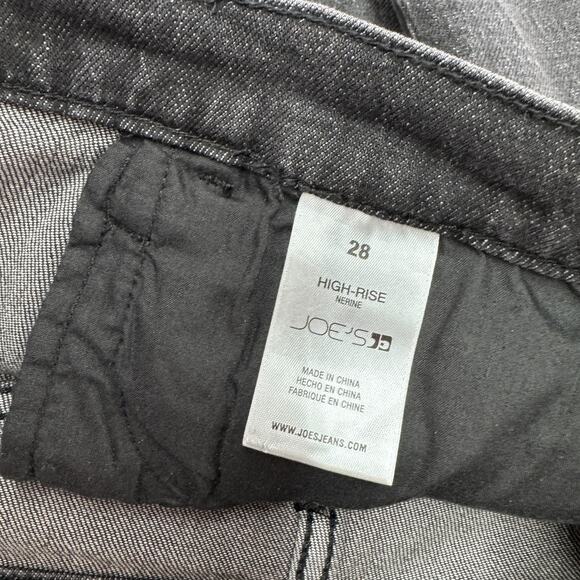 28
HIGH-RISE
NERINE
JOE'S
MADE IN CHINA
HECHO EN CHINA
FABRIQUÉ EN CHINE
WWW.JOESJEANS.COM